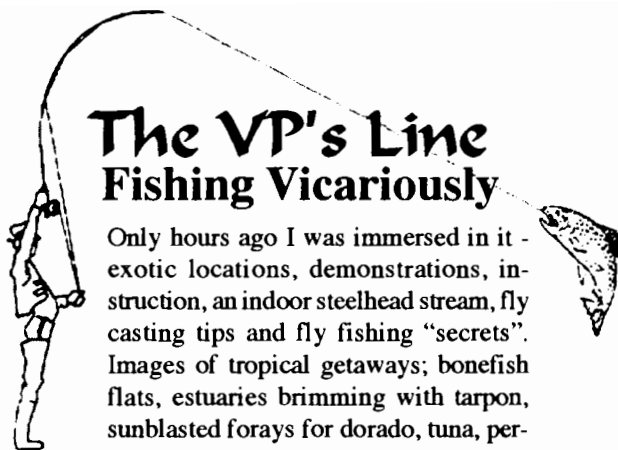 The VP's Line
Fishing Vicariously
Only hours ago I was immersed in it -
exotic locations, demonstrations, in-
struction, an indoor steelhead stream, fly
casting tips and fly fishing “secrets”.
Images of tropical getaways; bonefish
flats, estuaries brimming with tarpon,
sunblasted forays for dorado, tuna, per-